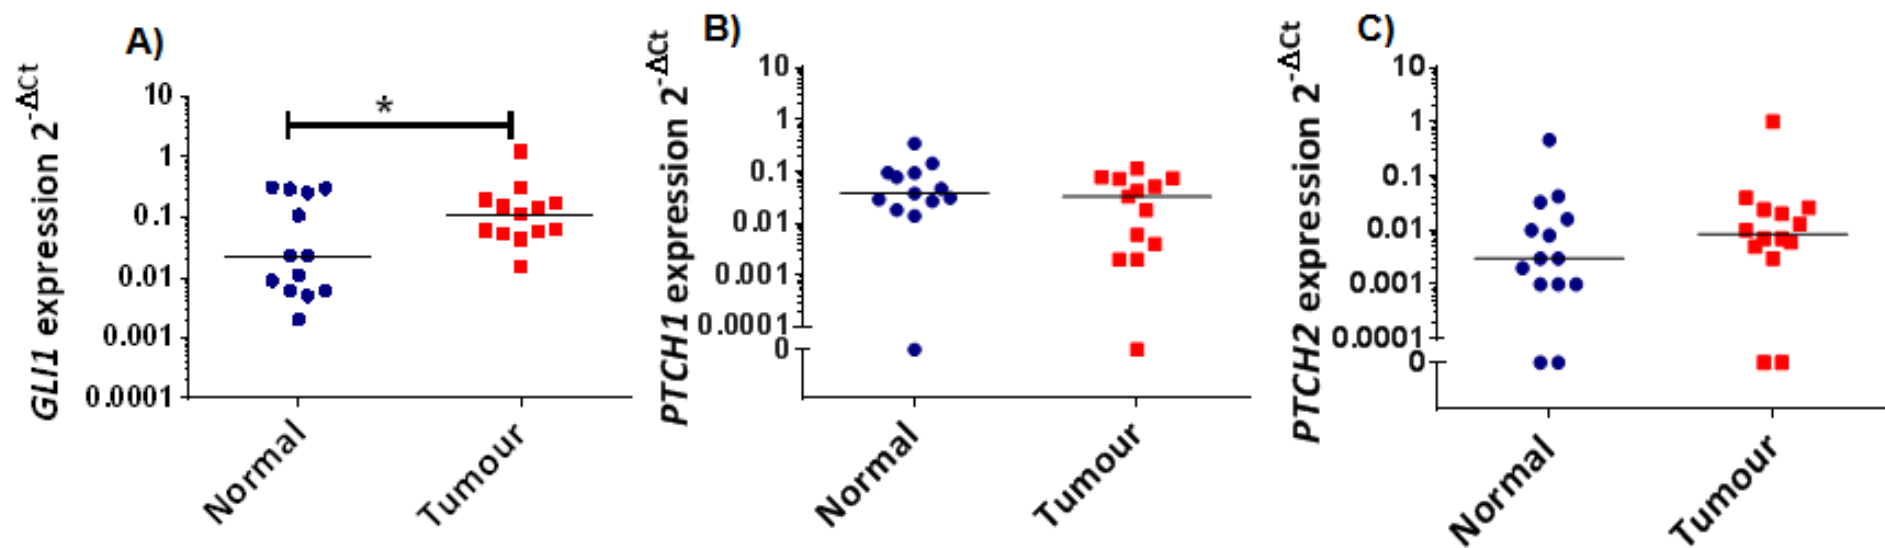 A)
GLI1 expression 2^-ΔCt
10
1
0.1
0.01
0.001
0.0001
*
Normal
Tumour
B)
PTCH1 expression 2^-ΔCt
10
1
0.1
0.01
0.001
0.0001
0
Normal
Tumour
C)
PTCH2 expression 2^-ΔCt
10
1
0.1
0.01
0.001
0.0001
0
Normal
Tumour